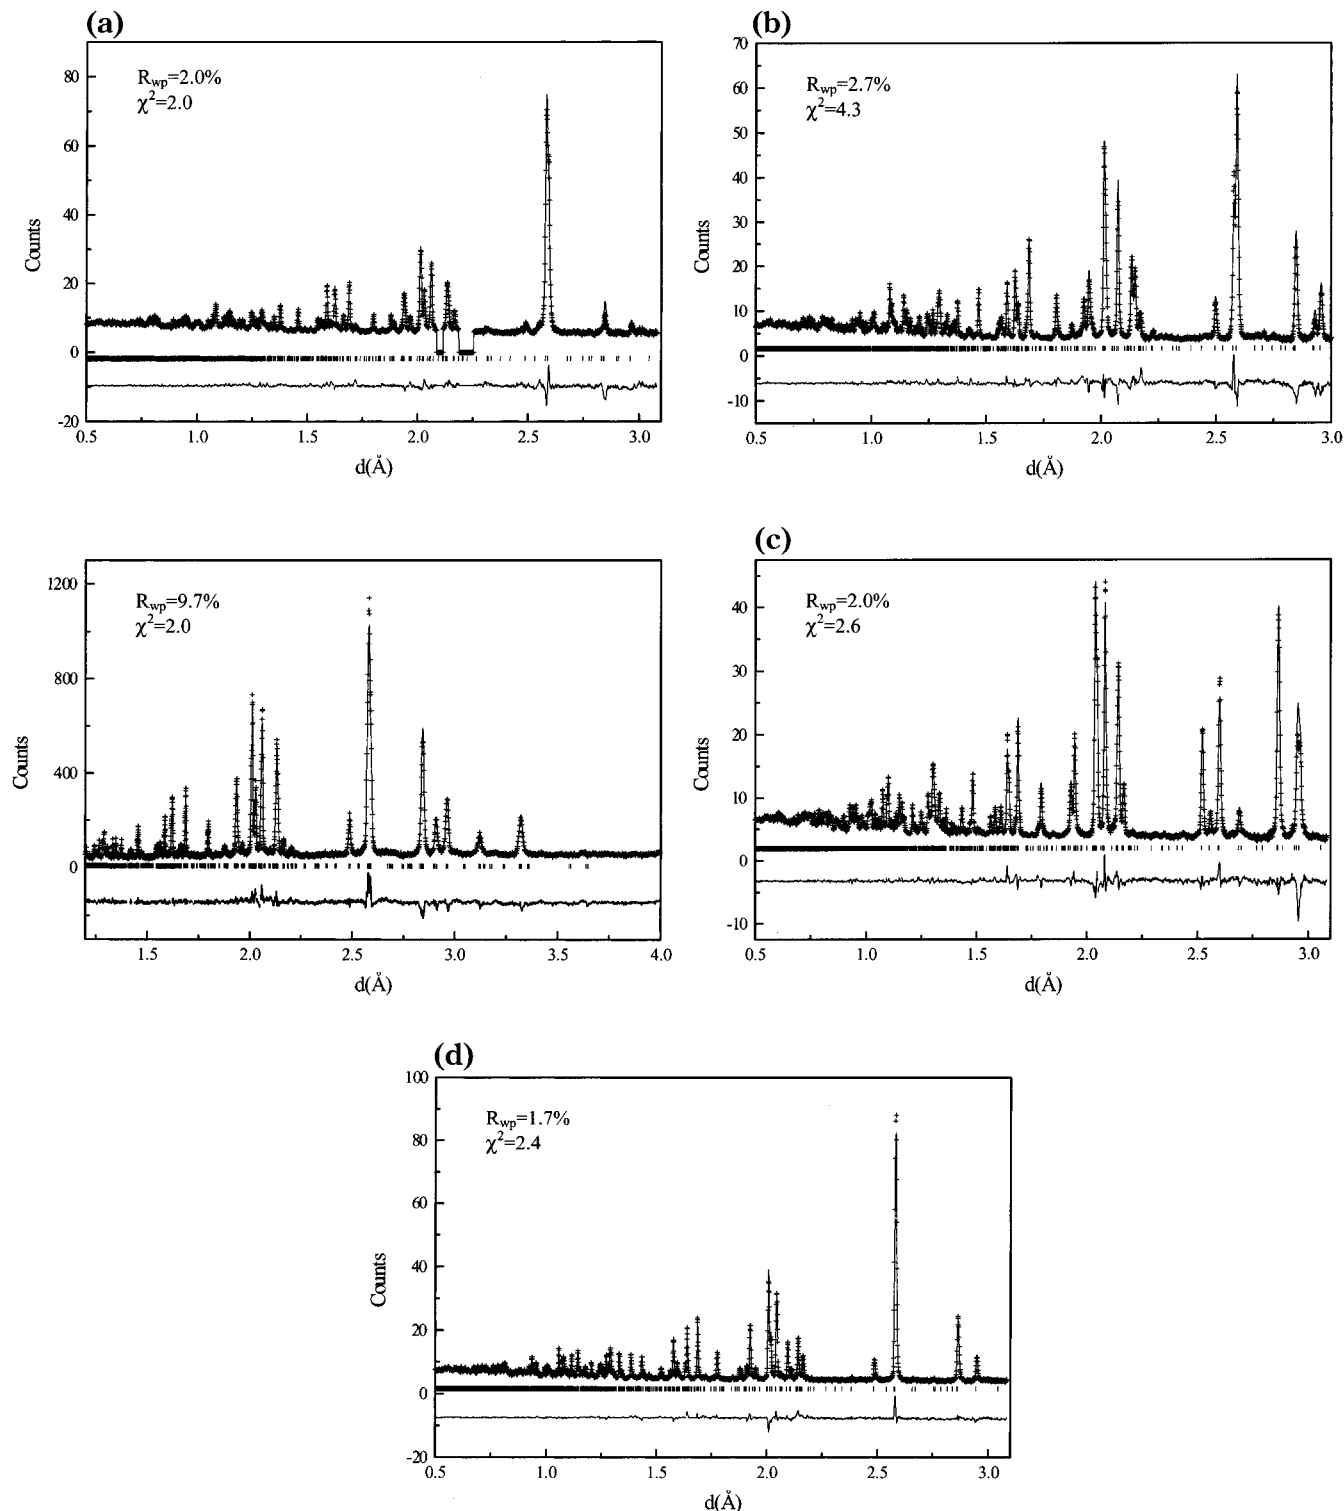 (a)
R_wp=2.0%
χ²=2.0
Counts
80
60
40
20
0
-20
0.5 1.0 1.5 2.0 2.5 3.0
d(Å)
(b)
R_wp=2.7%
χ²=4.3
Counts
70
60
50
40
30
20
10
0
-10
0.5 1.0 1.5 2.0 2.5 3.0
d(Å)
R_wp=9.7%
χ²=2.0
Counts
1200
800
400
0
1.5 2.0 2.5 3.0 3.5 4.0
d(Å)
(c)
R_wp=2.0%
χ²=2.6
Counts
40
30
20
10
0
-10
0.5 1.0 1.5 2.0 2.5 3.0
d(Å)
(d)
R_wp=1.7%
χ²=2.4
Counts
100
80
60
40
20
0
-20
0.5 1.0 1.5 2.0 2.5 3.0
d(Å)